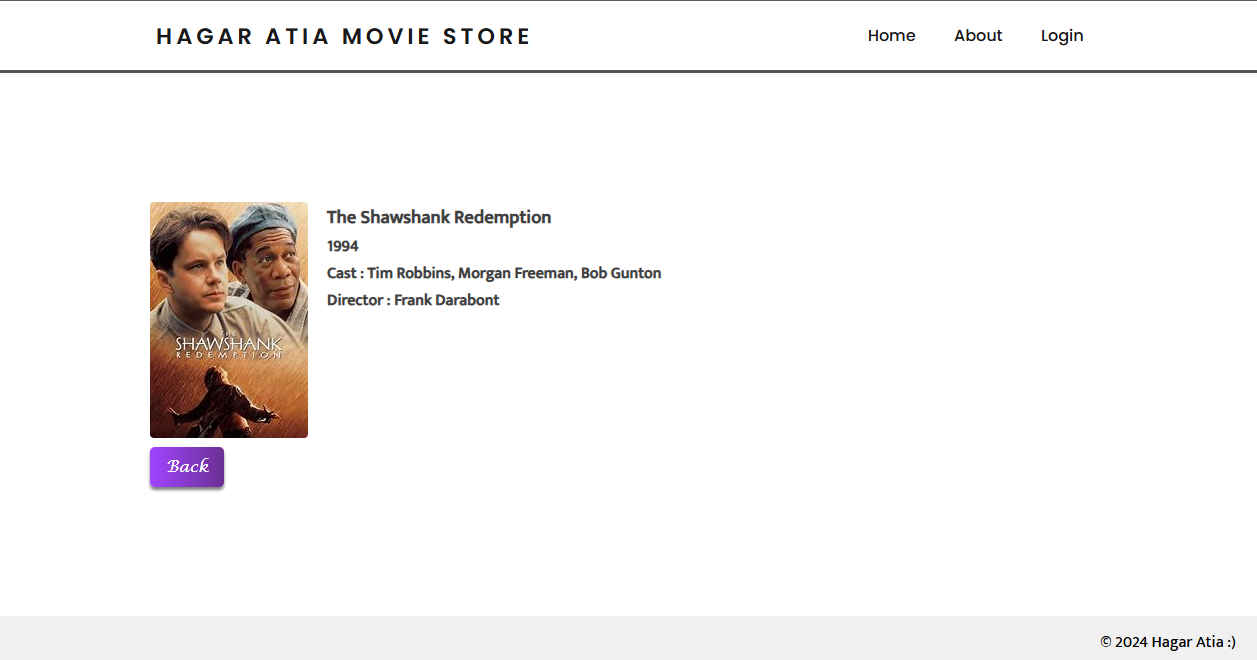 HAGAR ATIA MOVIE STORE
Home About Login
The Shawshank Redemption
1994
Cast : Tim Robbins, Morgan Freeman, Bob Gunton
Director : Frank Darabont
THE
SHAWSHANK
REDEMPTION
Back
© 2024 Hagar Atia :)